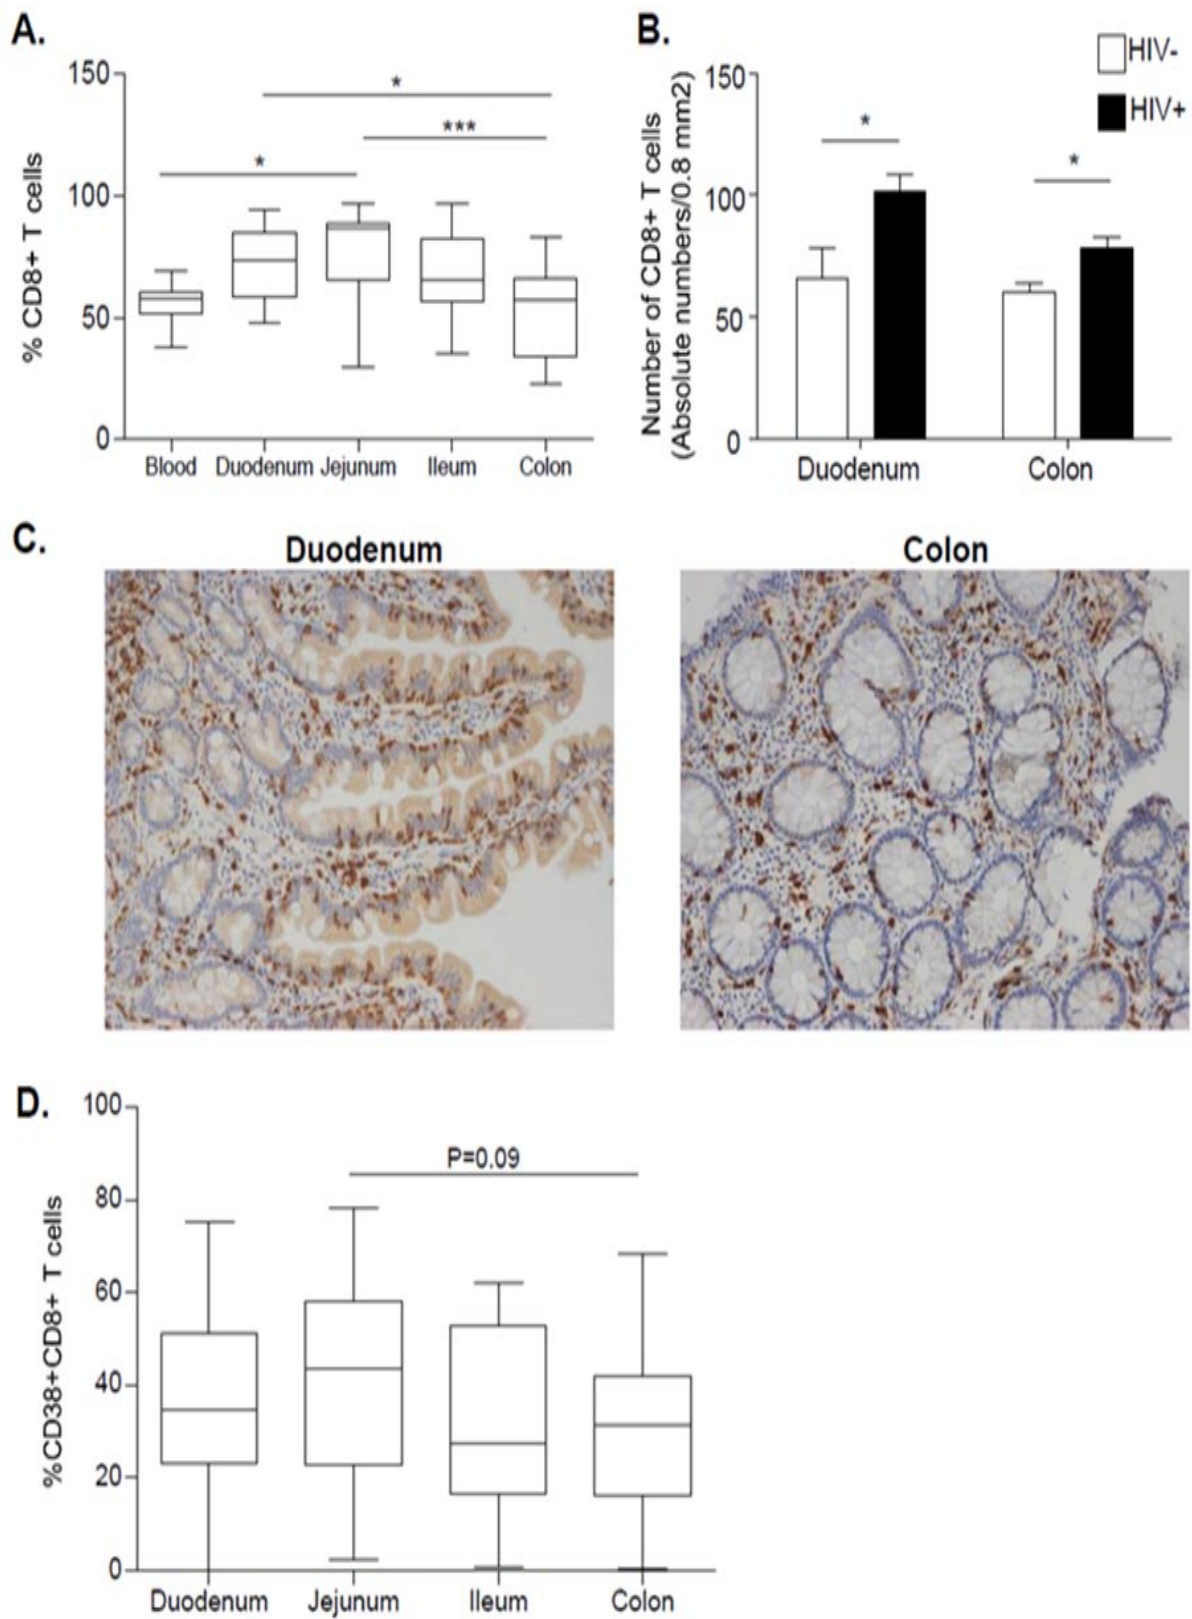 A.
% CD8+ T cells
150
100
50
0
*
***
*
Blood Duodenum Jejunum Ileum Colon
B.
Number of CD8+ T cells
(Absolute numbers/0.8 mm2)
150
100
50
0
*
*
HIV-
HIV+
Duodenum Colon
C.
Duodenum
Colon
D.
%CD38+CD8+ T cells
100
80
60
40
20
0
P=0.09
Duodenum Jejunum Ileum Colon